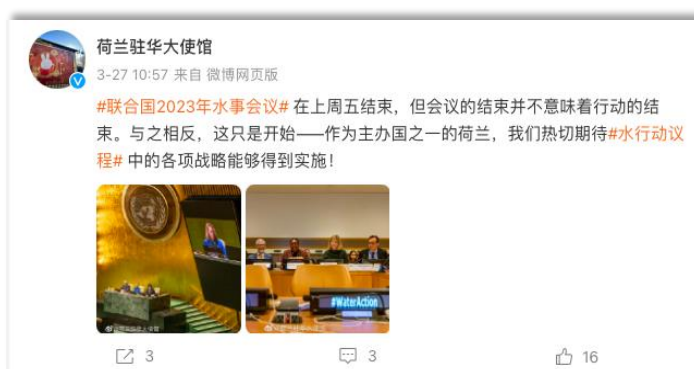 荷兰驻华大使馆
3-27 10:57 来自 微博网页版
#联合国2023年水事会议# 在上周五结束，但会议的结束并不意味着行动的结
束。与之相反，这只是开始——作为主办国之一的荷兰，我们热切期待#水行动议
程# 中的各项战略能够得到实施！
#WaterAction
3
3
16